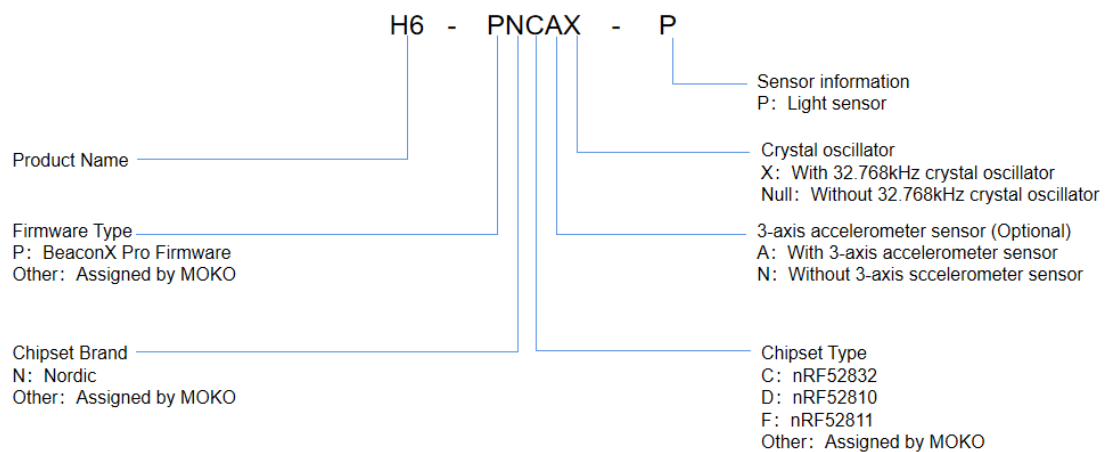 H6 - PNCAX - P
Sensor information
P: Light sensor
Product Name
Crystal oscillator
X: With 32.768kHz crystal oscillator
Null: Without 32.768kHz crystal oscillator
Firmware Type
P: BeaconX Pro Firmware
Other: Assigned by MOKO
3-axis accelerometer sensor (Optional)
A: With 3-axis accelerometer sensor
N: Without 3-axis sccelerometer sensor
Chipset Brand
N: Nordic
Other: Assigned by MOKO
Chipset Type
C: nRF52832
D: nRF52810
F: nRF52811
Other: Assigned by MOKO